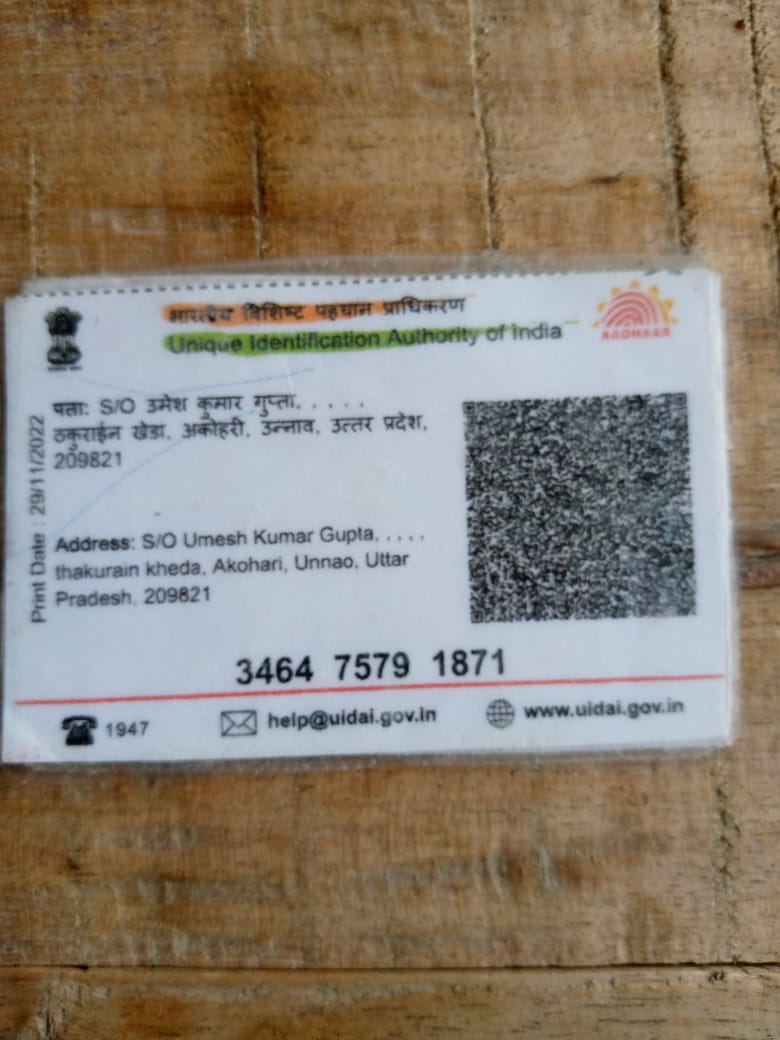 भारतीय विशिष्ट पहचान प्राधिकरण
Unique Identification Authority of India
AADHAAR
पता: S/O उमेश कुमार गुप्ता, . . . . .
ठकुराईन खेडा, अकोहरी, उन्नाव, उत्तर प्रदेश,
209821
Print Date : 29/11/2022
Address: S/O Umesh Kumar Gupta, . . . . .
thakurain kheda, Akohari, Unnao, Uttar
Pradesh, 209821
3464 7579 1871
1947
help@uidai.gov.in
www.uidai.gov.in